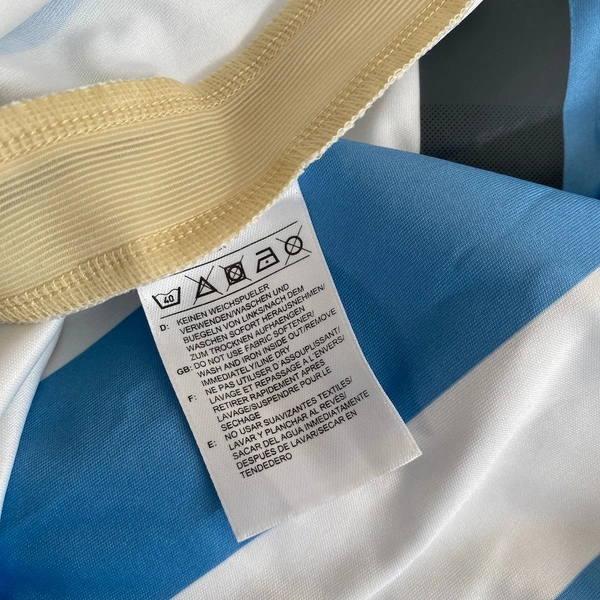 40
D: KEINEN WEICHSPUELER
VERWENDEN/WASCHEN UND
BUEGELN VON LINKS/NACH DEM
WASCHEN SOFORT HERAUSNEHMEN/
ZUM TROCKNEN AUFHAENGEN
GB: DO NOT USE FABRIC SOFTENER/
WASH AND IRON INSIDE OUT/REMOVE
IMMEDIATELY/LINE DRY
F: NE PAS UTILISER D'ASSOUPLISSANT/
LAVAGE ET REPASSAGE A L'ENVERS/
RETIRER RAPIDEMENT APRÈS
LAVAGE/SUSPENDRE POUR LE
SECHAGE
E: NO USAR SUAVIZANTES TEXTILES/
LAVAR Y PLANCHAR AL REVES/
SACAR DEL AGUA INMEDIATAMENTE
DESPUÉS DE LAVAR/SECAR EN
TENDEDERO